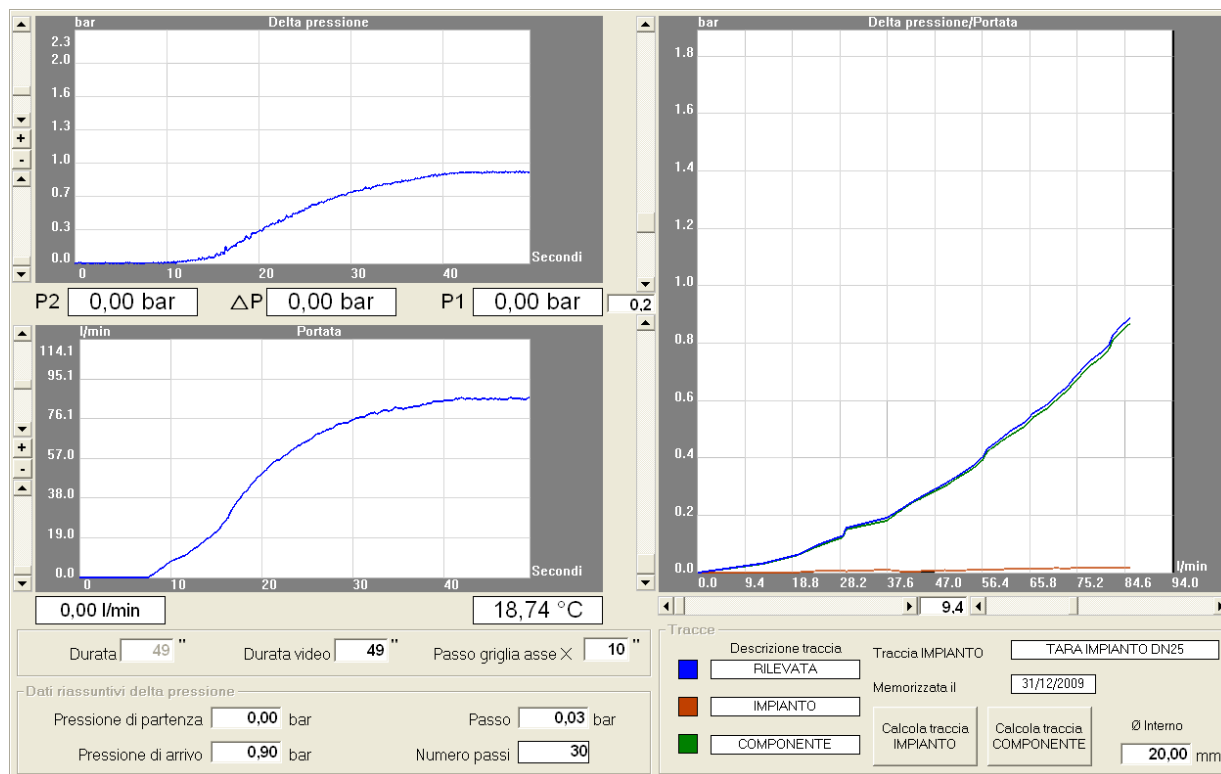 bar Delta pressione
2.3
2.0
1.6
1.3
1.0
0.7
0.3
0.0
0 10 20 30 40
Secondi
P2 0,00 bar △P 0,00 bar P1 0,00 bar
0,2
l/min Portata
114.1
95.1
76.1
57.0
38.0
19.0
0.0
0 10 20 30 40
Secondi
0,00 l/min 18,74 °C
Durata 49 " Durata video 49 " Passo griglia asse X 10 "
Dati riassuntivi delta pressione
Pressione di partenza 0,00 bar Passo 0,03 bar
Pressione di arrivo 0,90 bar Numero passi 30
+
-
+
-
bar Delta pressione/Portata
1.8
1.6
1.4
1.2
1.0
0.8
0.6
0.4
0.2
0.0
l/min
0.0 9.4 18.8 28.2 37.6 47.0 56.4 65.8 75.2 84.6 94.0
9,4
Tracce
Descrizione traccia
RILEVATA
IMPIANTO
COMPONENTE
Traccia IMPIANTO TARA IMPIANTO DN25
Memorizzata il 31/12/2009
Calcola traccia
IMPIANTO
Calcola traccia
COMPONENTE
Ø Interno
20,00 mm